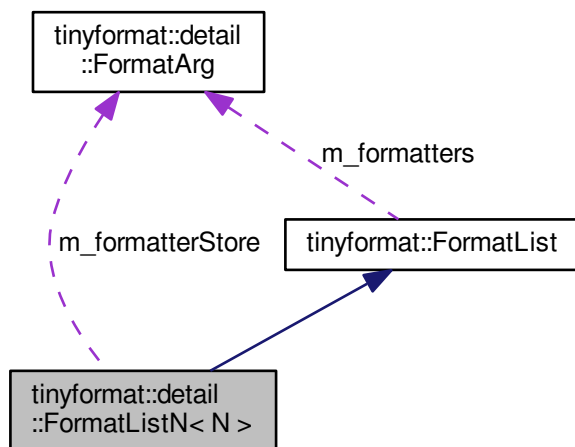 tinyformat::detail
::FormatArg
m_formatters
m_formatterStore
tinyformat::FormatList
tinyformat::detail
::FormatListN< N >